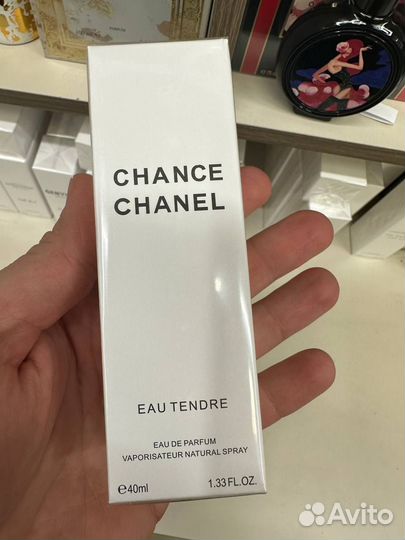 CHANCE
CHANEL
EAU TENDRE
EAU DE PARFUM
VAPORISATEUR NATURAL SPRAY
℮40ml 1.33 FL.OZ.
Avito